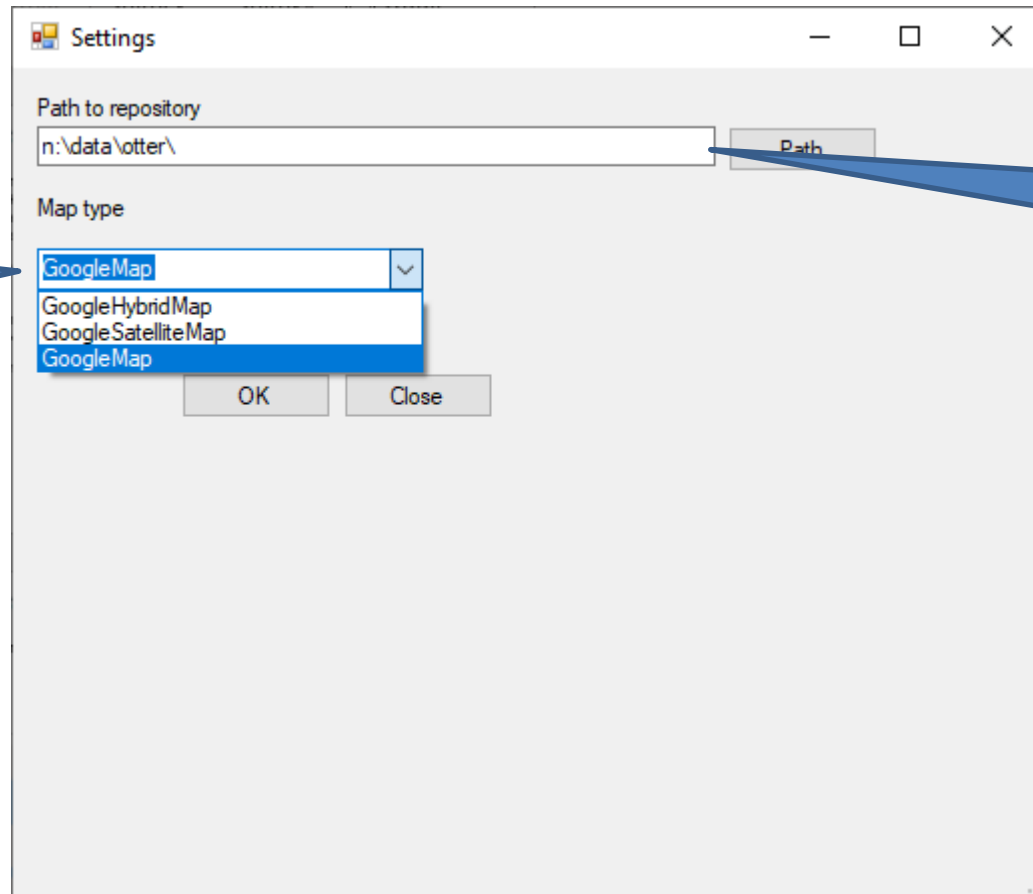 Settings
Path to repository
n:\data\otter\
Path
Map type
GoogleMap
GoogleHybridMap
GoogleSatelliteMap
GoogleMap
OK
Close